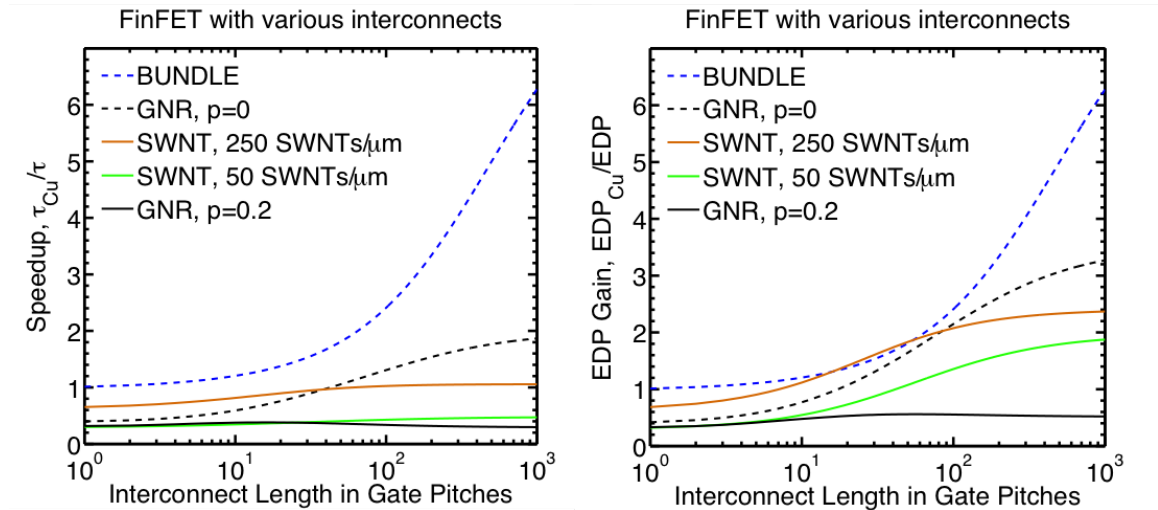 FinFET with various interconnects
BUNDLE
GNR, p=0
SWNT, 250 SWNTs/μm
SWNT, 50 SWNTs/μm
GNR, p=0.2
Speedup, τCu/τ
6
5
4
3
2
1
0
10^0
10^1
10^2
10^3
Interconnect Length in Gate Pitches
FinFET with various interconnects
BUNDLE
GNR, p=0
SWNT, 250 SWNTs/μm
SWNT, 50 SWNTs/μm
GNR, p=0.2
EDP Gain, EDPCu/EDP
6
5
4
3
2
1
0
10^0
10^1
10^2
10^3
Interconnect Length in Gate Pitches